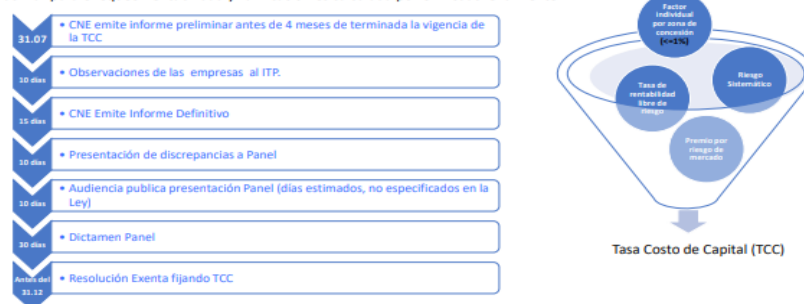 31.07
• CNE emite informe preliminar antes de 4 meses de terminada la vigencia de
la TCC
10 días
• Observaciones de las empresas al ITP.
15 días
• CNE Emite Informe Definitivo
10 días
• Presentación de discrepancias a Panel
10 días
• Audiencia publica presentación Panel (días estimados, no especificados en la
Ley)
30 días
• Dictamen Panel
Antes del
31.12
• Resolución Exenta fijando TCC
Factor
individual
por zona de
concesión
(<=1%)
Tasa de
rentabilidad
libre de
riesgo
Riesgo
Sistemático
Premio por
riesgo de
mercado
Tasa Costo de Capital (TCC)